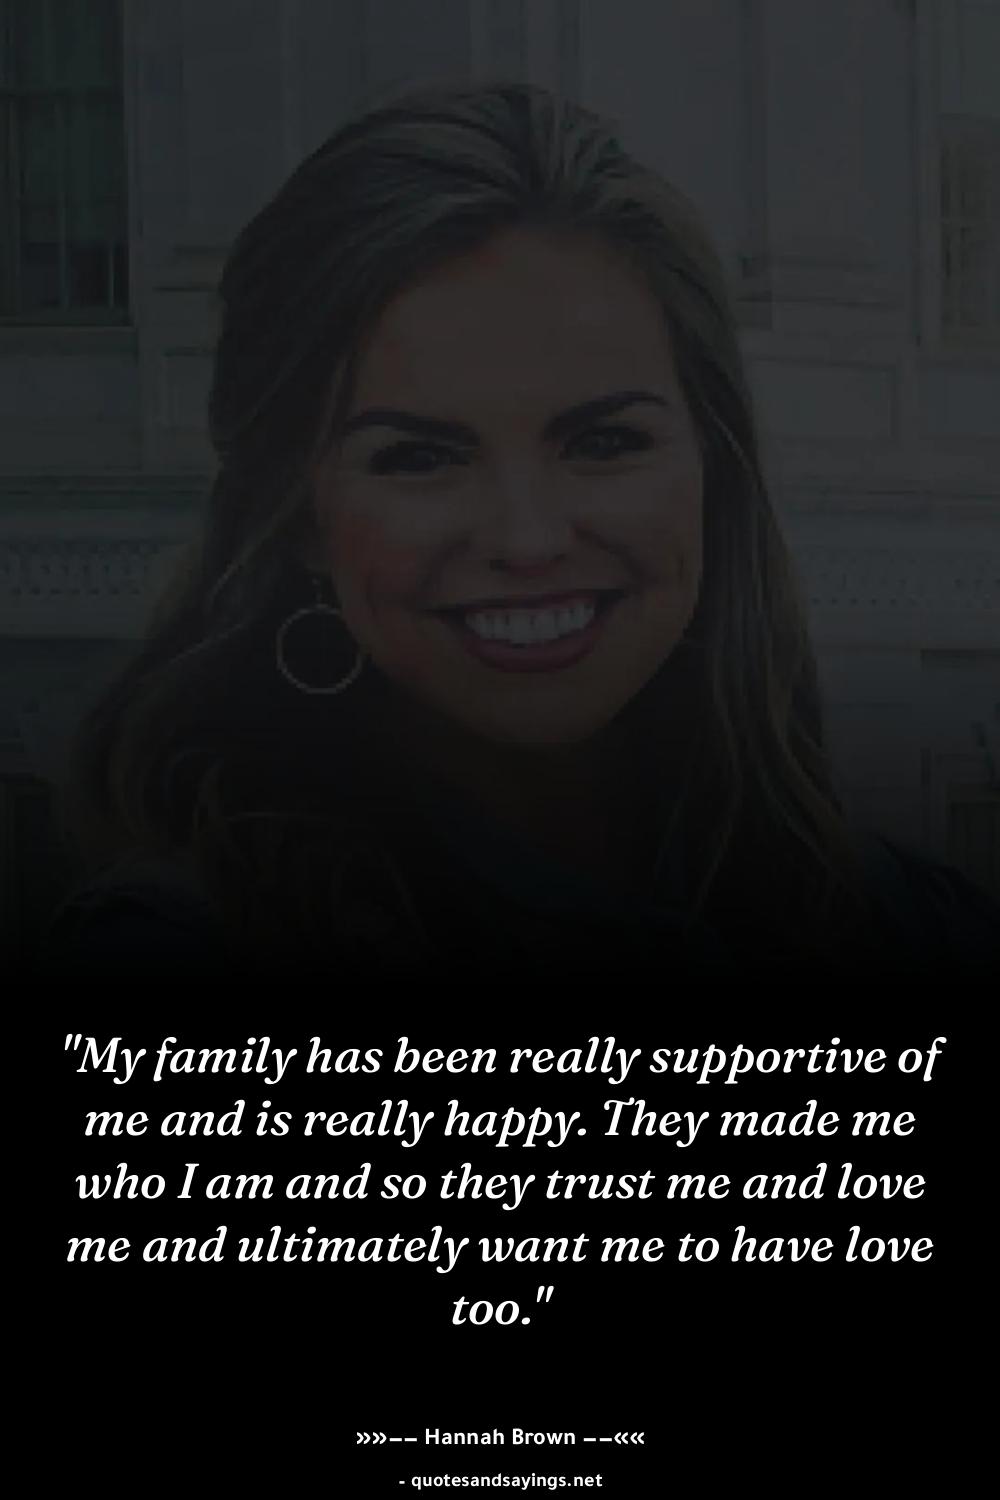 "My family has been really supportive of
me and is really happy. They made me
who I am and so they trust me and love
me and ultimately want me to have love
too."
»»–– Hannah Brown ––««
- quotesandsayings.net